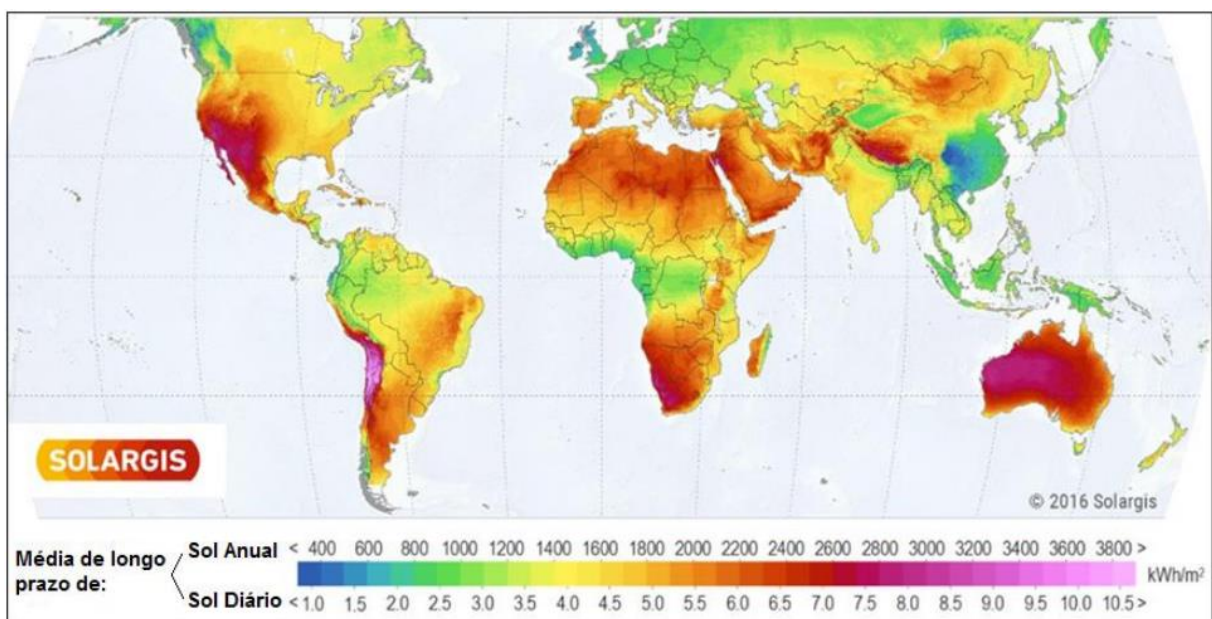 SOLARGIS
© 2016 Solargis
Média de longo prazo de:
Sol Anual < 400 600 800 1000 1200 1400 1600 1800 2000 2200 2400 2600 2800 3000 3200 3400 3600 3800 >
kWh/m²
Sol Diário < 1.0 1.5 2.0 2.5 3.0 3.5 4.0 4.5 5.0 5.5 6.0 6.5 7.0 7.5 8.0 8.5 9.0 9.5 10.0 10.5 >